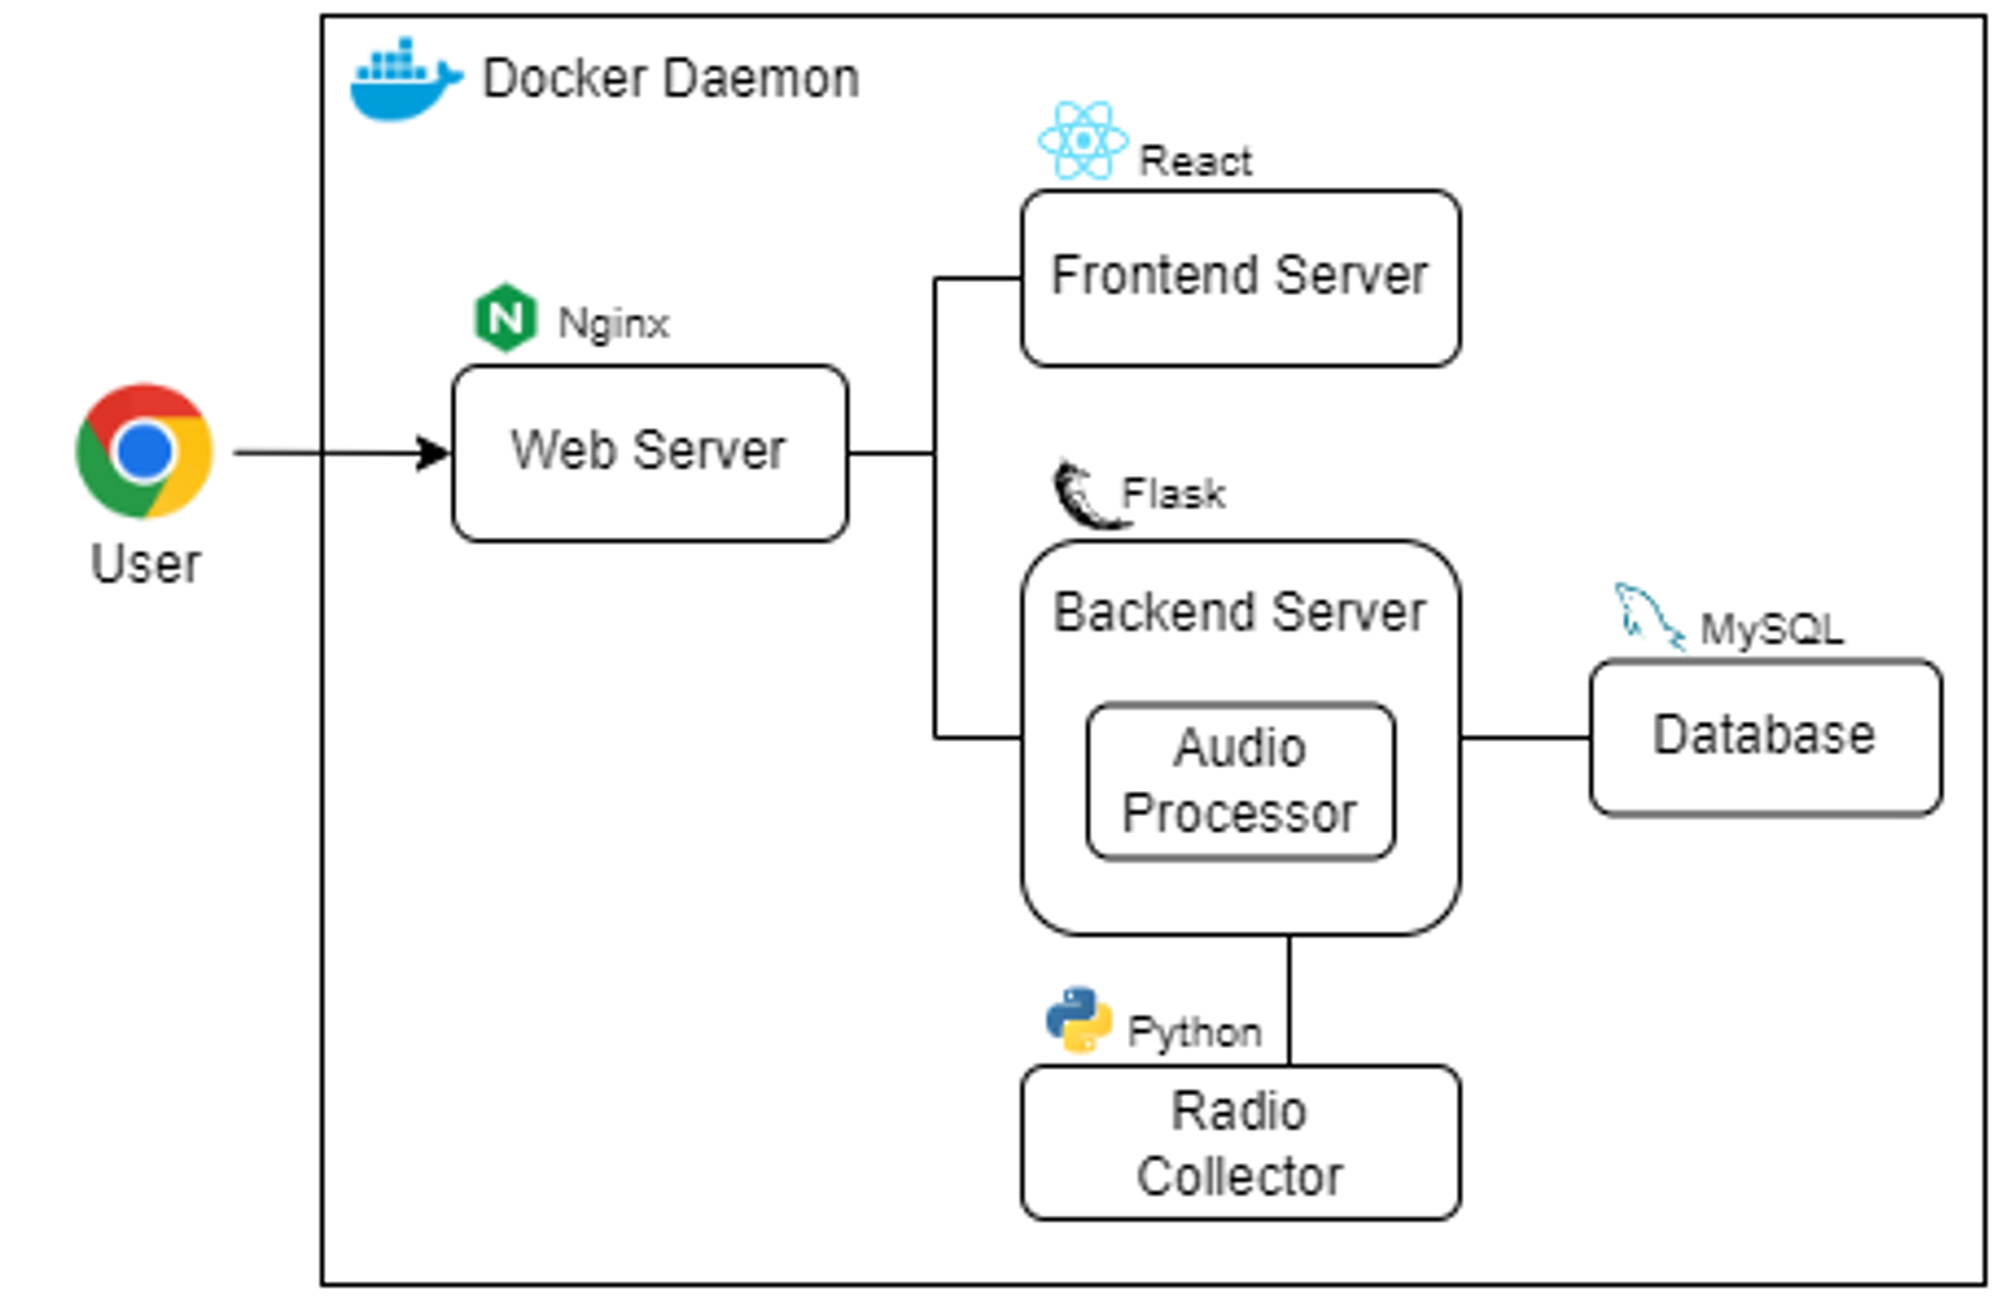 Docker Daemon
React
Frontend Server
Nginx
Web Server
User
Flask
Backend Server
Audio
Processor
MySQL
Database
Python
Radio
Collector